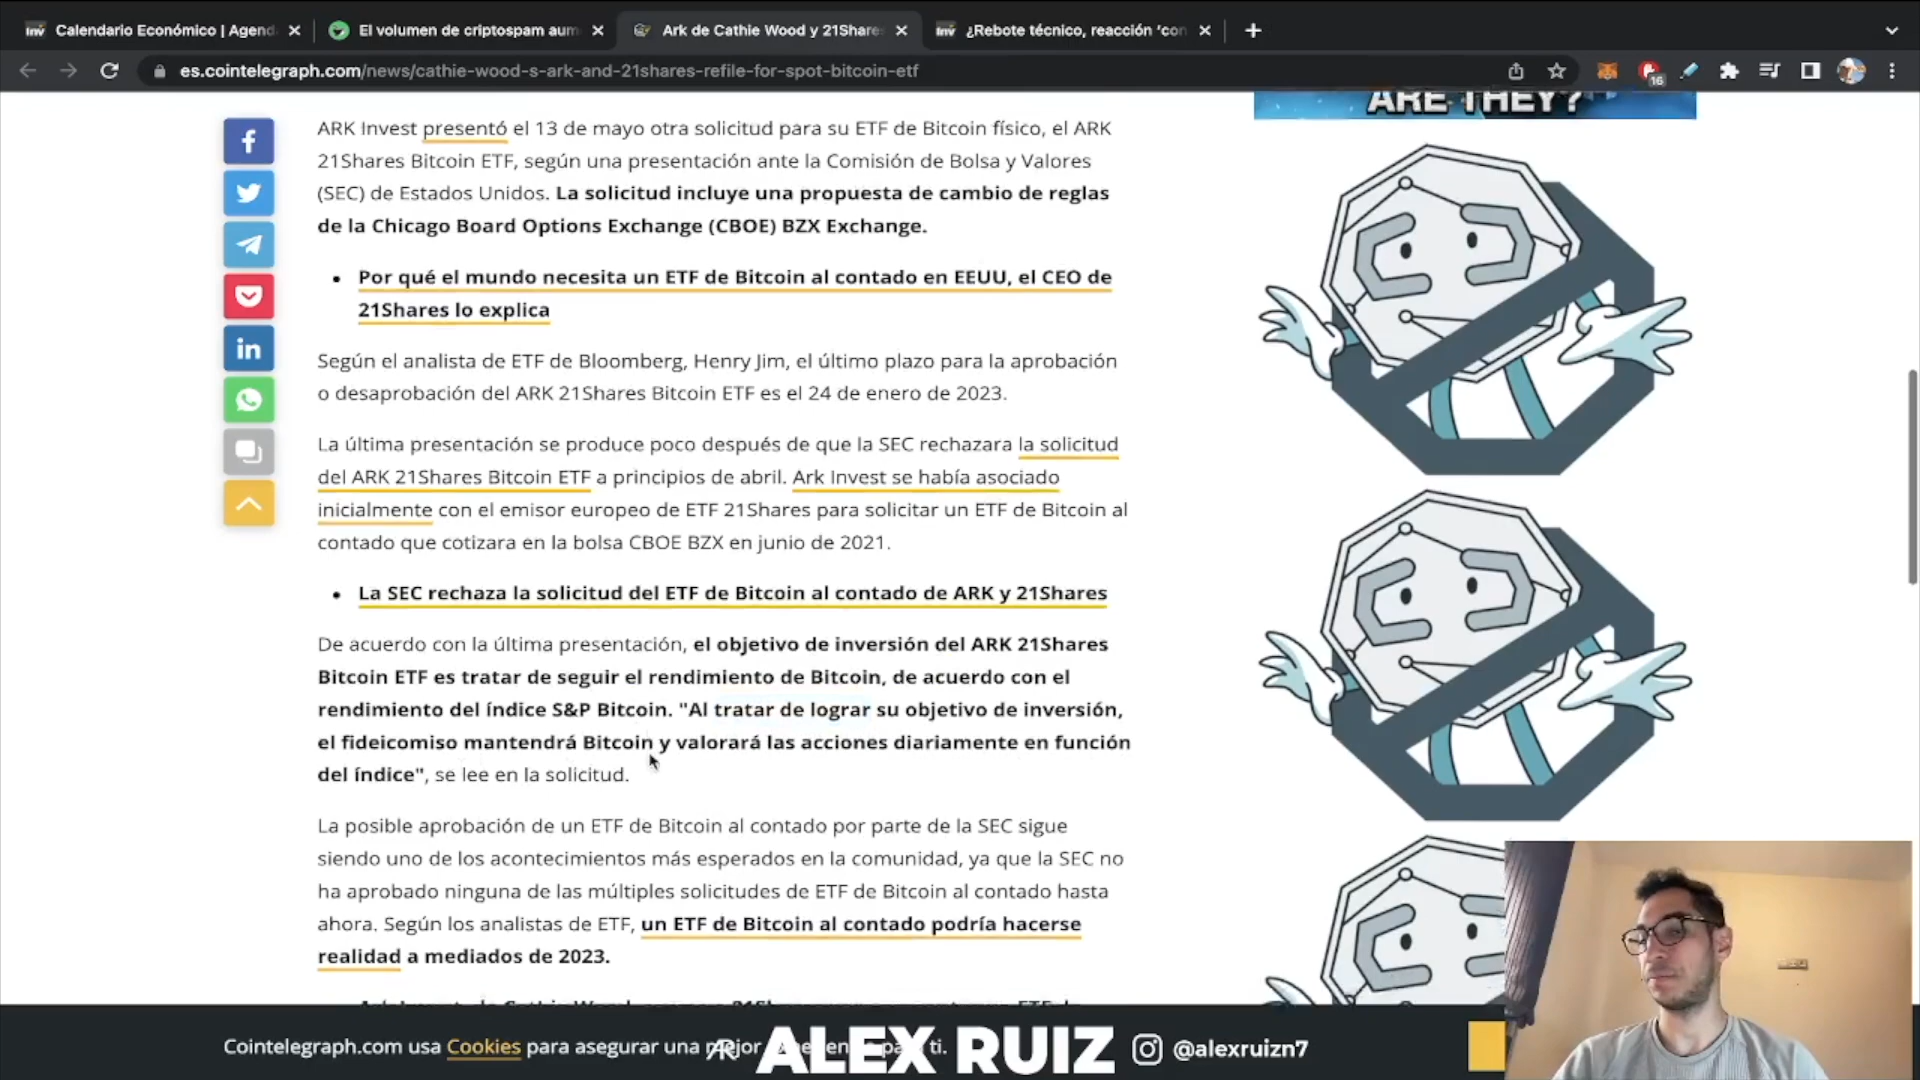 Calendario Económico | Agend
El volumen de criptospam aum
Ark de Cathie Wood y 21Share
¿Rebote técnico, reacción 'con
es.cointelegraph.com/news/cathie-wood-s-ark-and-21shares-refile-for-spot-bitcoin-etf
16
ARE THEY?
ARK Invest presentó el 13 de mayo otra solicitud para su ETF de Bitcoin físico, el ARK
21Shares Bitcoin ETF, según una presentación ante la Comisión de Bolsa y Valores
(SEC) de Estados Unidos. La solicitud incluye una propuesta de cambio de reglas
de la Chicago Board Options Exchange (CBOE) BZX Exchange.
• Por qué el mundo necesita un ETF de Bitcoin al contado en EEUU, el CEO de
21Shares lo explica
Según el analista de ETF de Bloomberg, Henry Jim, el último plazo para la aprobación
o desaprobación del ARK 21Shares Bitcoin ETF es el 24 de enero de 2023.
La última presentación se produce poco después de que la SEC rechazara la solicitud
del ARK 21Shares Bitcoin ETF a principios de abril. Ark Invest se había asociado
inicialmente con el emisor europeo de ETF 21Shares para solicitar un ETF de Bitcoin al
contado que cotizara en la bolsa CBOE BZX en junio de 2021.
• La SEC rechaza la solicitud del ETF de Bitcoin al contado de ARK y 21Shares
De acuerdo con la última presentación, el objetivo de inversión del ARK 21Shares
Bitcoin ETF es tratar de seguir el rendimiento de Bitcoin, de acuerdo con el
rendimiento del índice S&P Bitcoin. "Al tratar de lograr su objetivo de inversión,
el fideicomiso mantendrá Bitcoin y valorará las acciones diariamente en función
del índice", se lee en la solicitud.
La posible aprobación de un ETF de Bitcoin al contado por parte de la SEC sigue
siendo uno de los acontecimientos más esperados en la comunidad, ya que la SEC no
ha aprobado ninguna de las múltiples solicitudes de ETF de Bitcoin al contado hasta
ahora. Según los analistas de ETF, un ETF de Bitcoin al contado podría hacerse
realidad a mediados de 2023.
Cointelegraph.com usa Cookies para asegurar una mejor ti.
ALEX RUIZ @alexruizn7